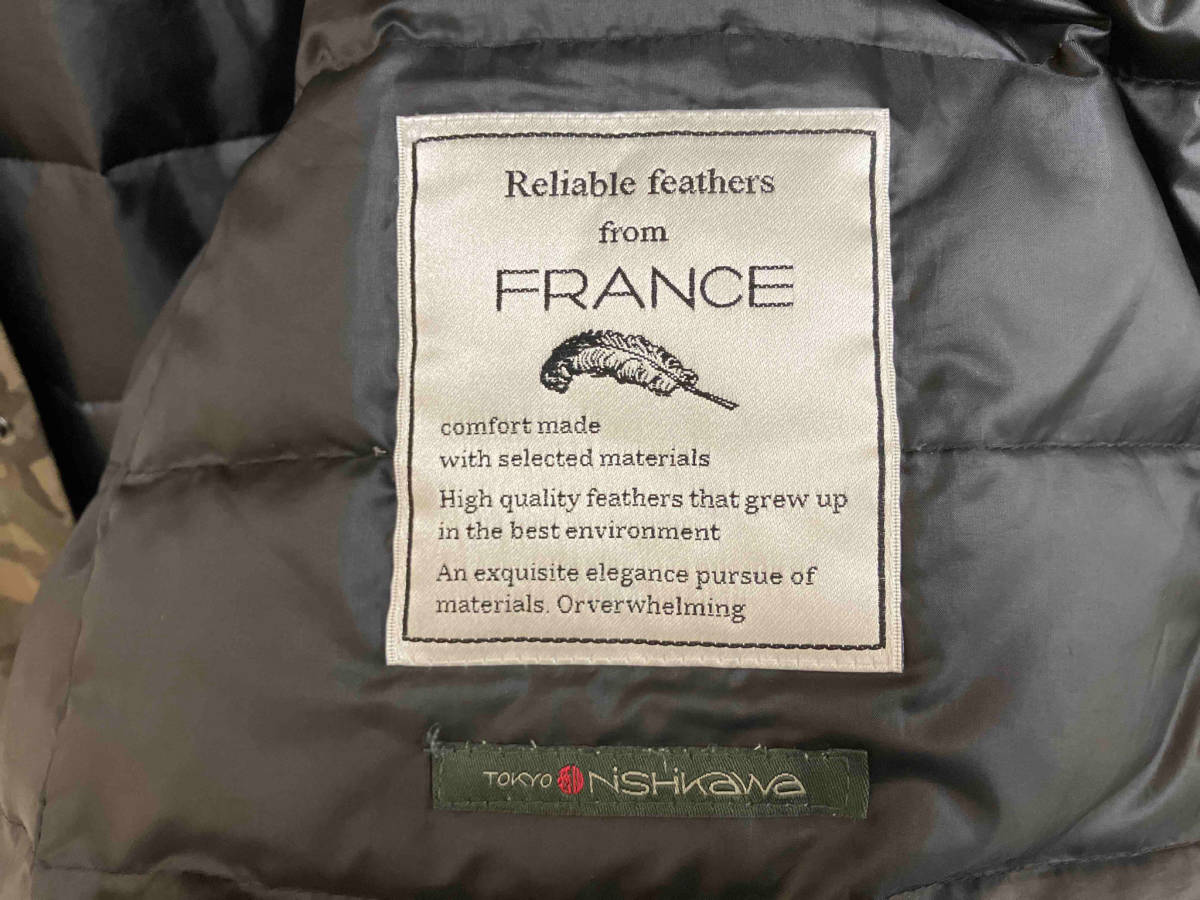 Reliable feathers
from
FRANCE
comfort made
with selected materials
High quality feathers that grew up
in the best environment
An exquisite elegance pursue of
materials. Orverwhelming
TOKYO NiSHiKaWa